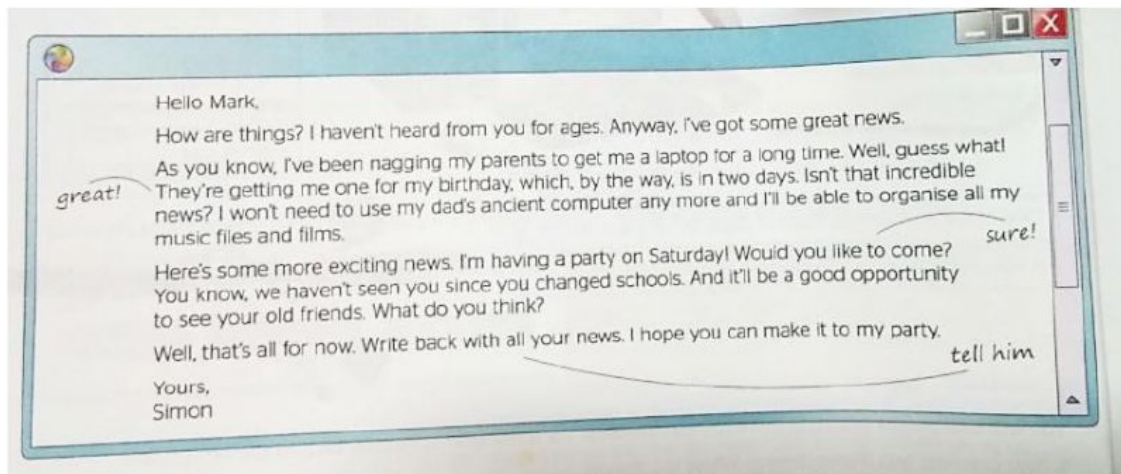 Hello Mark,
How are things? I haven't heard from you for ages. Anyway, I've got some great news.
As you know, I've been nagging my parents to get me a laptop for a long time. Well, guess what!
great! They're getting me one for my birthday, which, by the way, is in two days. Isn't that incredible
news? I won't need to use my dad's ancient computer any more and I'll be able to organise all my
music files and films.
sure!
Here's some more exciting news. I'm having a party on Saturday! Would you like to come?
You know, we haven't seen you since you changed schools. And it'll be a good opportunity
to see your old friends. What do you think?
Well, that's all for now. Write back with all your news. I hope you can make it to my party.
tell him
Yours,
Simon